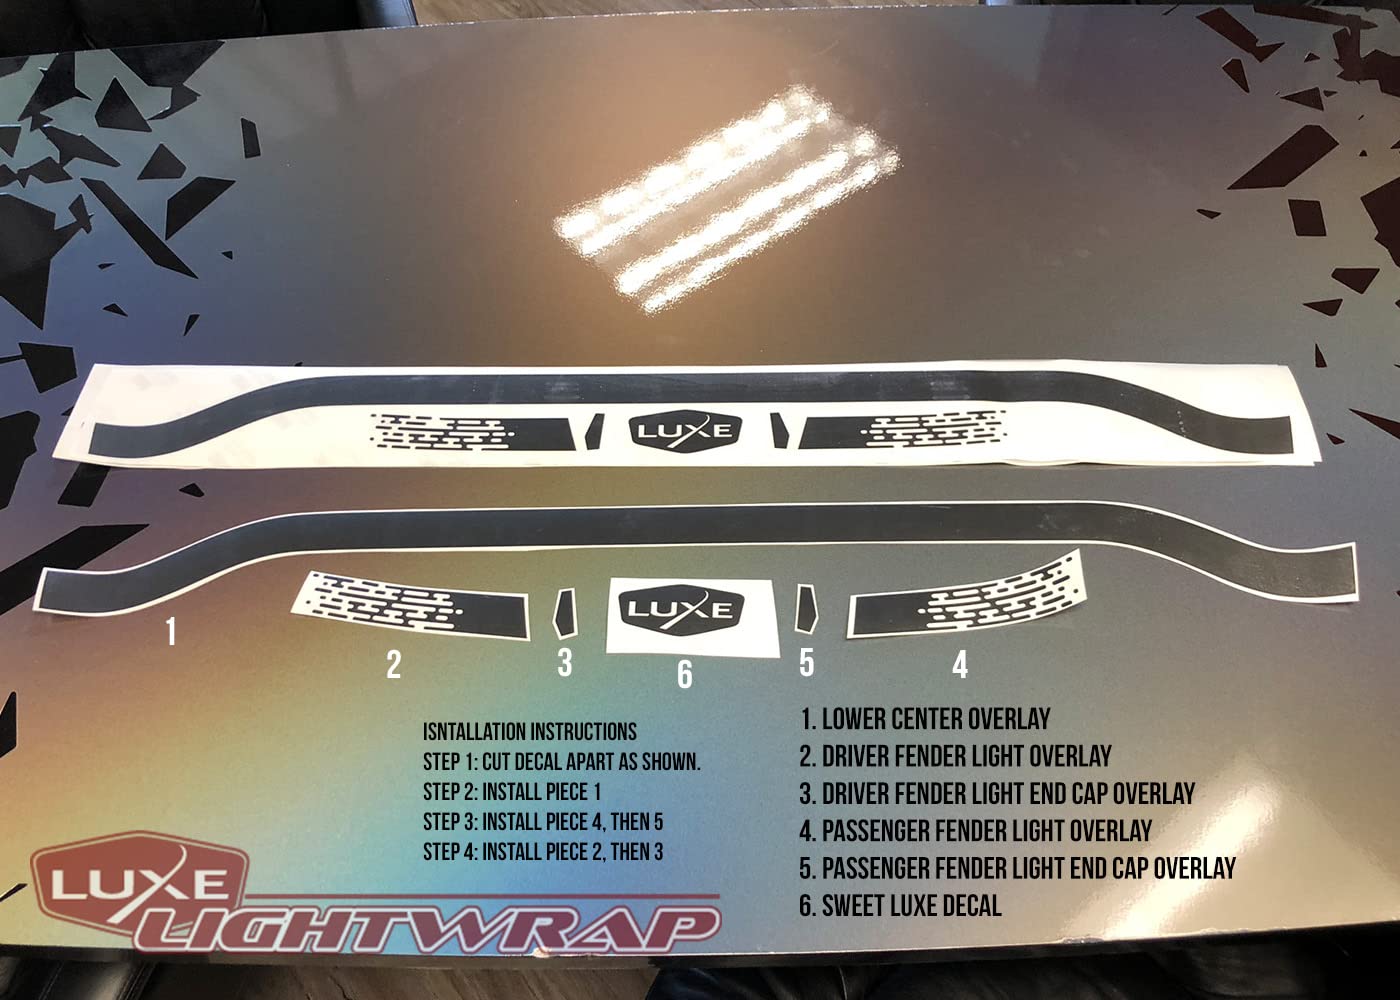 LUXE
LUXE
1
2
3
6
5
4
ISNTALLATION INSTRUCTIONS
STEP 1: CUT DECAL APART AS SHOWN.
STEP 2: INSTALL PIECE 1
STEP 3: INSTALL PIECE 4, THEN 5
STEP 4: INSTALL PIECE 2, THEN 3
1. LOWER CENTER OVERLAY
2. DRIVER FENDER LIGHT OVERLAY
3. DRIVER FENDER LIGHT END CAP OVERLAY
4. PASSENGER FENDER LIGHT OVERLAY
5. PASSENGER FENDER LIGHT END CAP OVERLAY
6. SWEET LUXE DECAL
LUXE
LIGHTWRAP